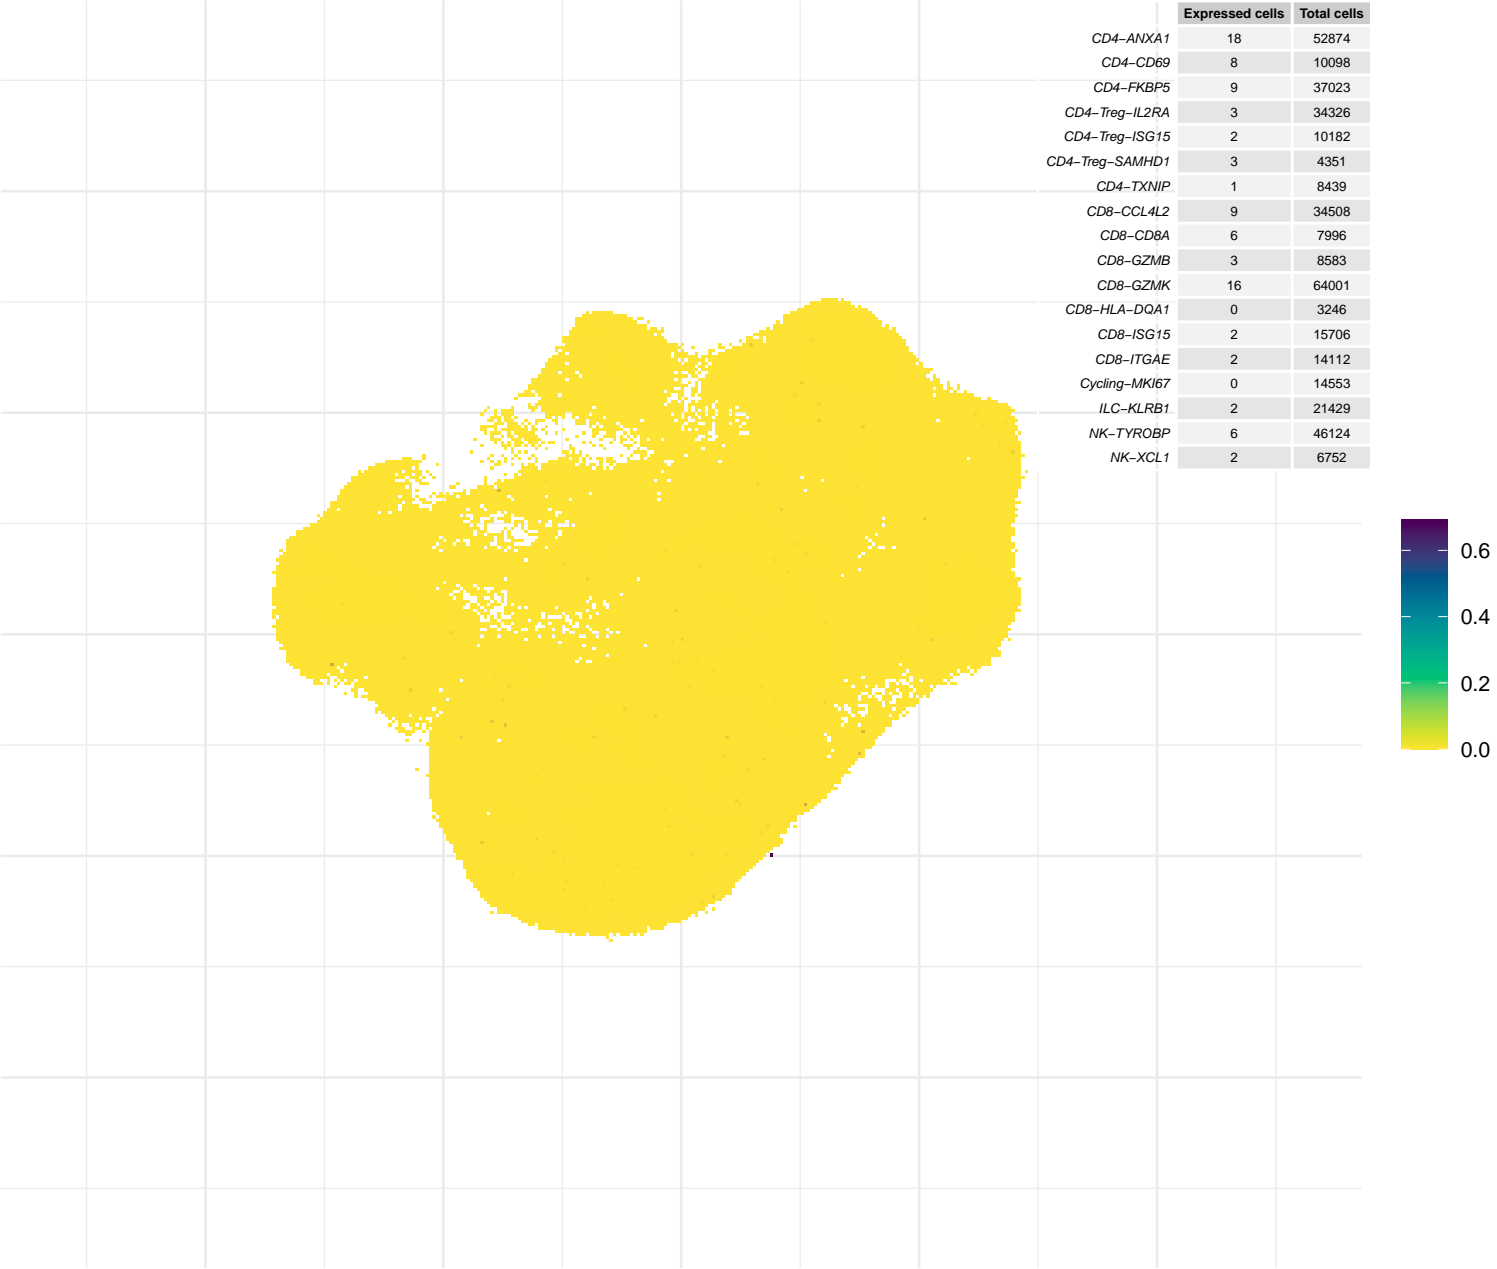 Expressed cells Total cells
CD4−ANXA1 18 52874
CD4−CD69 8 10098
CD4−FKBP5 9 37023
CD4−Treg−IL2RA 3 34326
CD4−Treg−ISG15 2 10182
CD4−Treg−SAMHD1 3 4351
CD4−TXNIP 1 8439
CD8−CCL4L2 9 34508
CD8−CD8A 6 7996
CD8−GZMB 3 8583
CD8−GZMK 16 64001
CD8−HLA−DQA1 0 3246
CD8−ISG15 2 15706
CD8−ITGAE 2 14112
Cycling−MKI67 0 14553
ILC−KLRB1 2 21429
NK−TYROBP 6 46124
NK−XCL1 2 6752
0.6
0.4
0.2
0.0